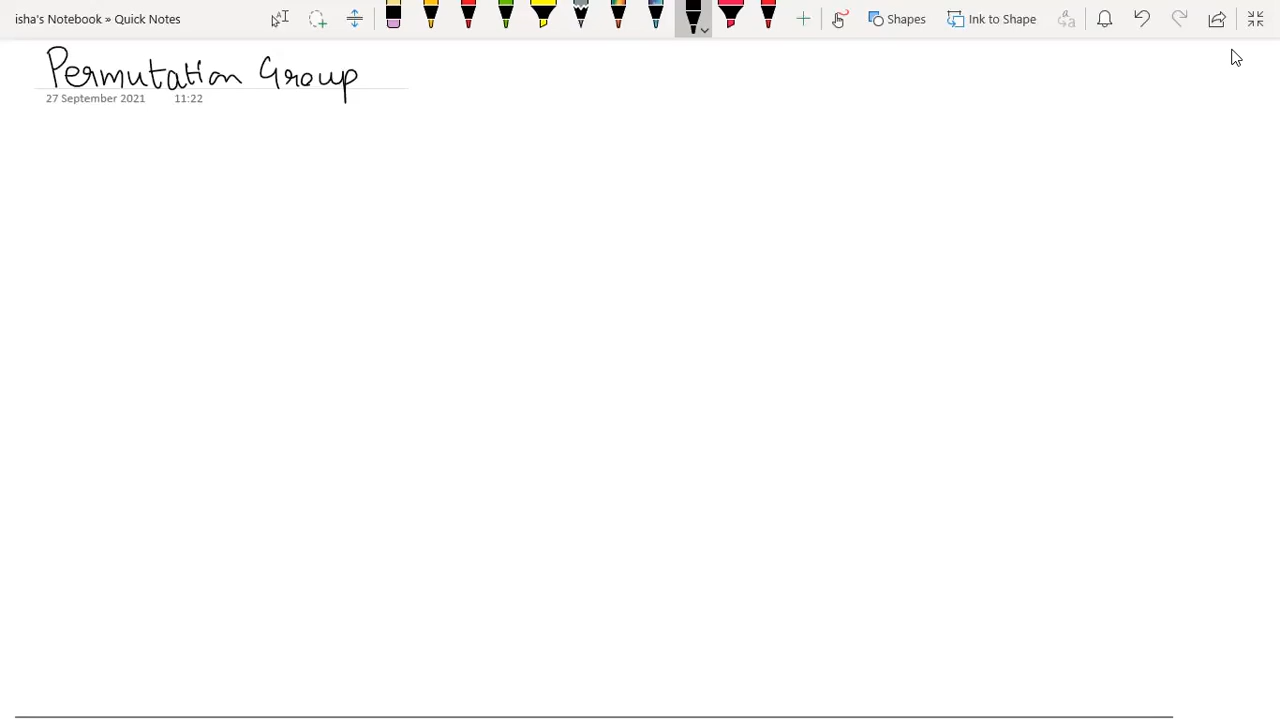 isha's Notebook » Quick Notes
Shapes
Ink to Shape
Permutation Group
27 September 2021 11:22